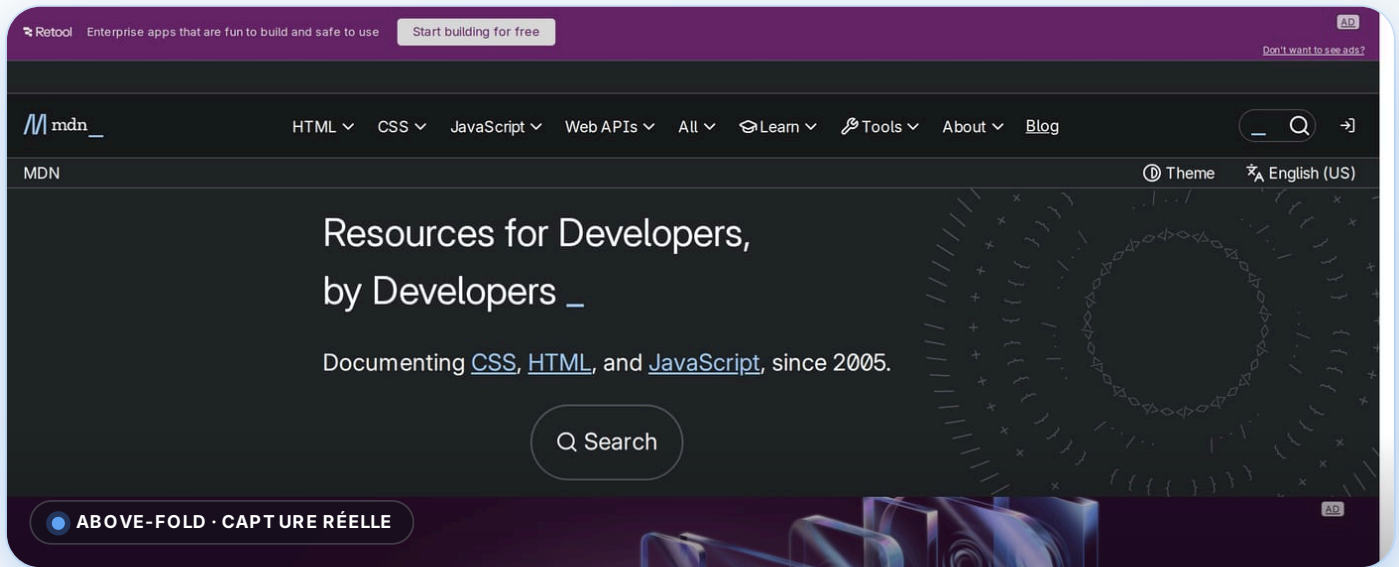 Retool Enterprise apps that are fun to build and safe to use Start building for free AD
Don't want to see ads?
mdn_ HTML CSS JavaScript Web APIs All Learn Tools About Blog _
MDN Theme English (US)
Resources for Developers,
by Developers _
Documenting CSS, HTML, and JavaScript, since 2005.
Search
AD
ABOVE-FOLD · CAPTURE RÉELLE